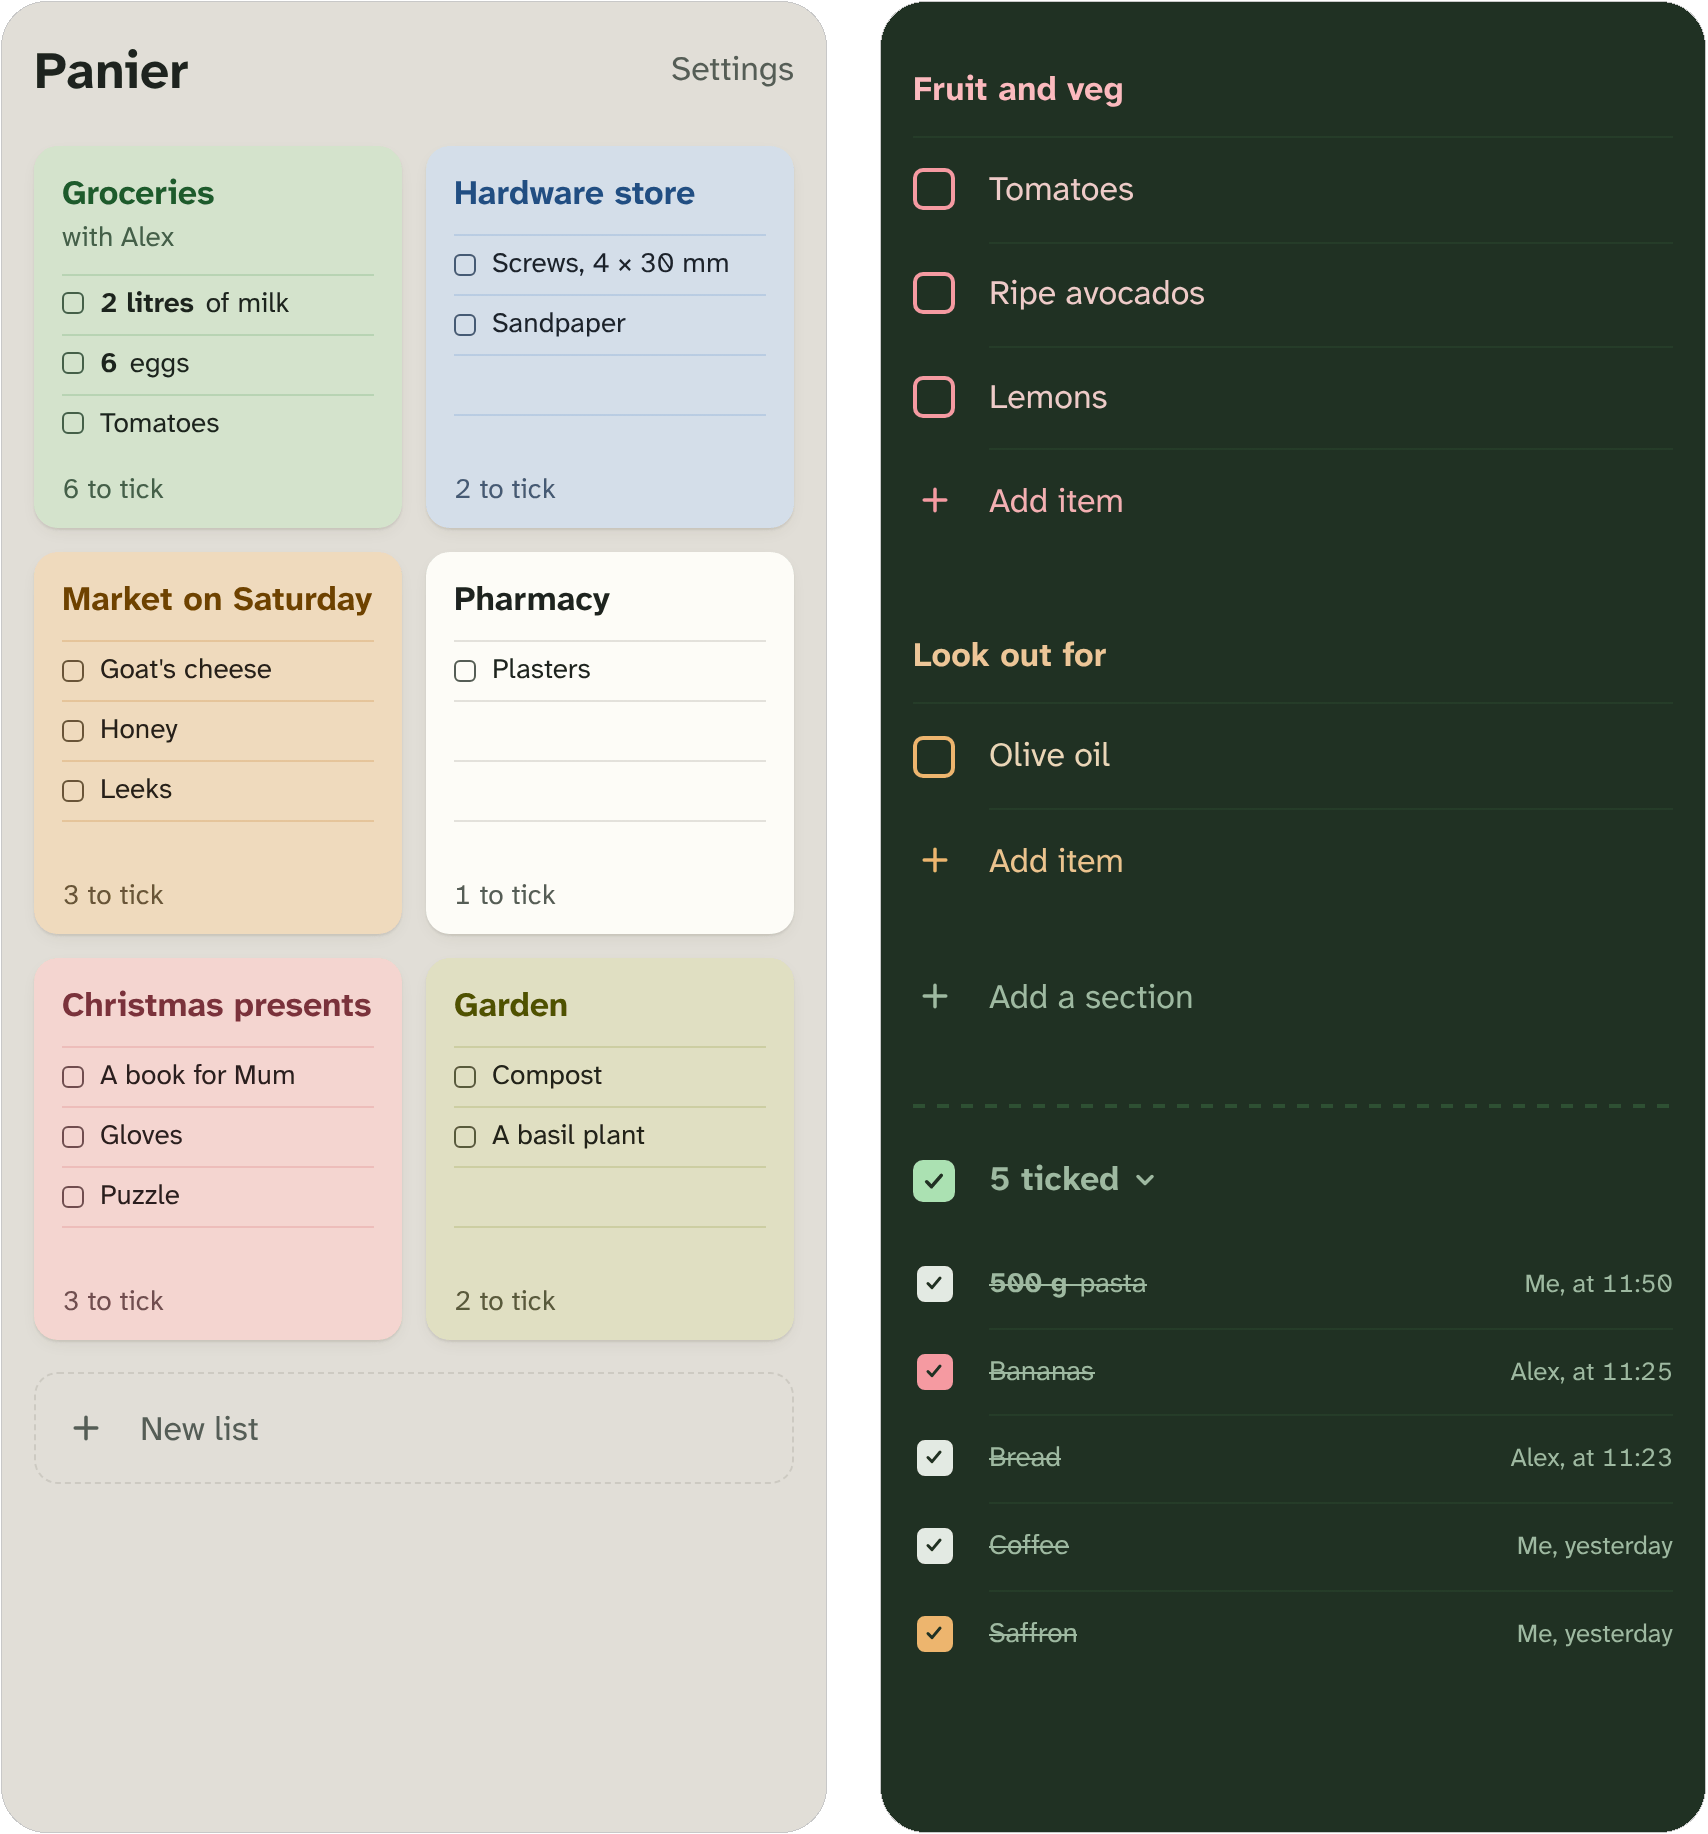 Panier
Settings
Groceries
with Alex
2 litres of milk
6 eggs
Tomatoes
6 to tick
Hardware store
Screws, 4 × 30 mm
Sandpaper
2 to tick
Market on Saturday
Goat's cheese
Honey
Leeks
3 to tick
Pharmacy
Plasters
1 to tick
Christmas presents
A book for Mum
Gloves
Puzzle
3 to tick
Garden
Compost
A basil plant
2 to tick
+ New list
Fruit and veg
Tomatoes
Ripe avocados
Lemons
+ Add item
Look out for
Olive oil
+ Add item
+ Add a section
5 ticked
500 g pasta Me, at 11:50
Bananas Alex, at 11:25
Bread Alex, at 11:23
Coffee Me, yesterday
Saffron Me, yesterday